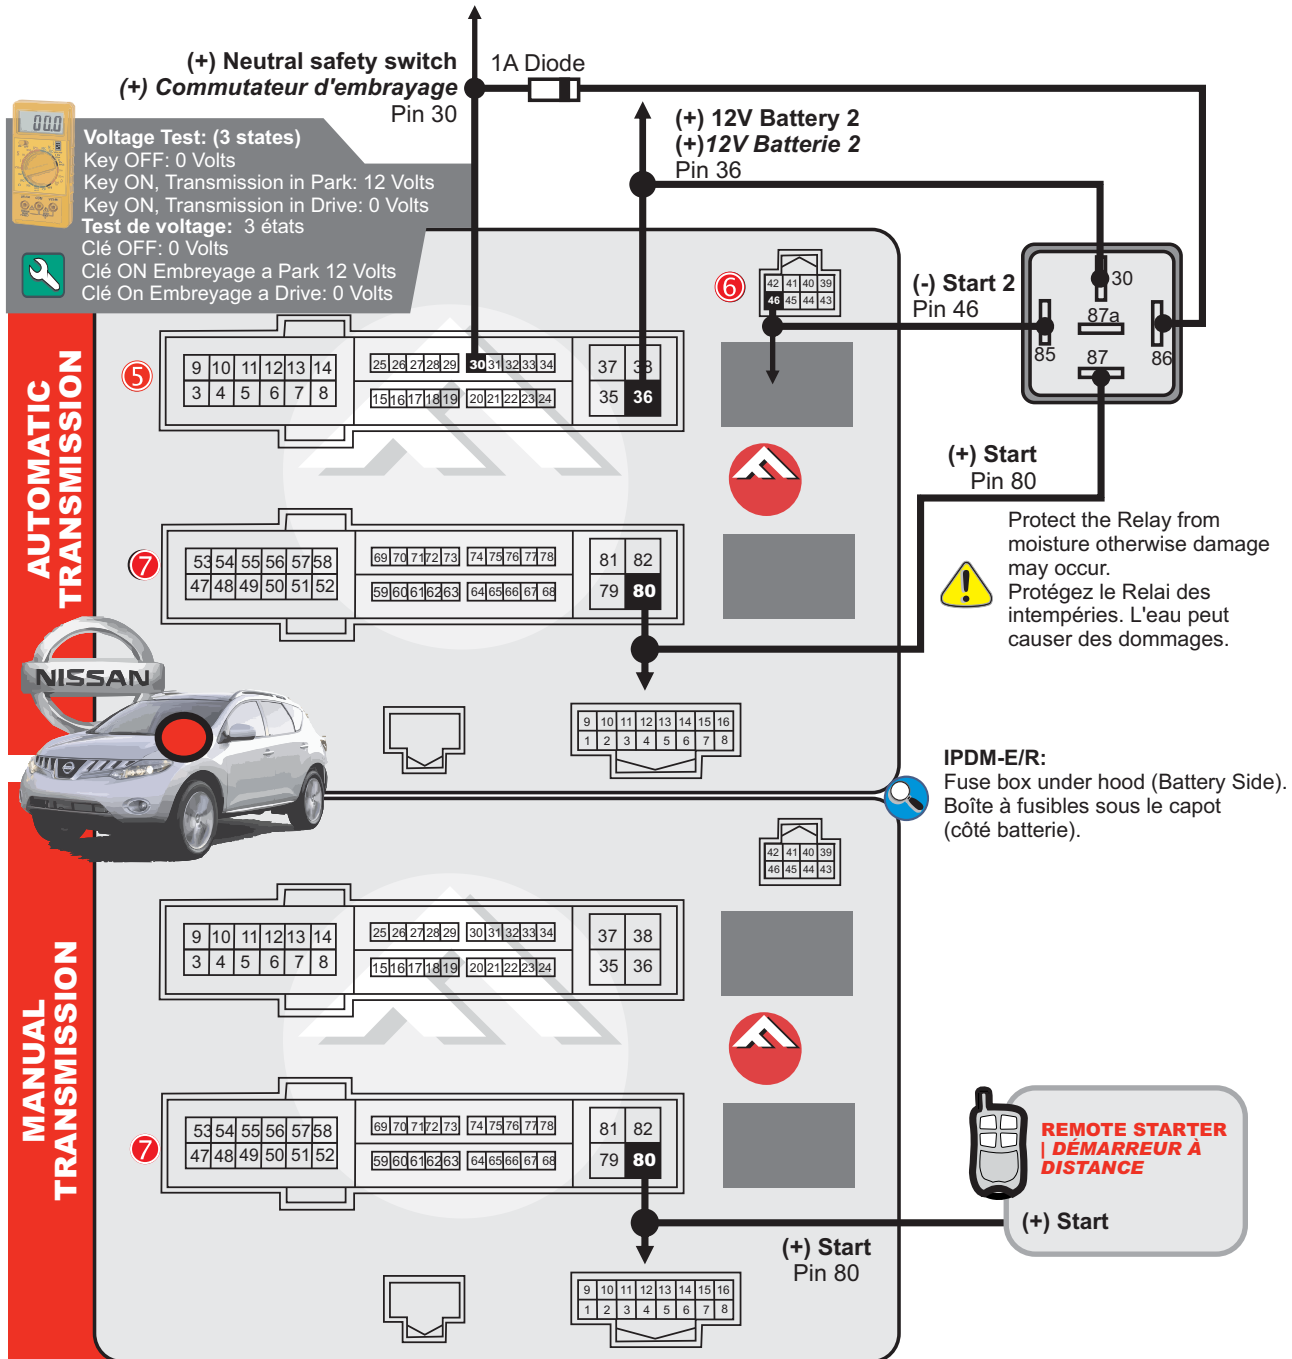 (+) Neutral safety switch
(+) Commutateur d'embrayage
Pin 30
1A Diode
(+) 12V Battery 2
(+)12V Batterie 2
Pin 36
00.0
Voltage Test: (3 states)
Key OFF: 0 Volts
Key ON, Transmission in Park: 12 Volts
Key ON, Transmission in Drive: 0 Volts
Test de voltage: 3 états
Clé OFF: 0 Volts
Clé ON Embreyage a Park 12 Volts
Clé On Embreyage a Drive: 0 Volts
AUTOMATIC
TRANSMISSION
5
9 10 11 12 13 14
3 4 5 6 7 8
25 26 27 28 29 30 31 32 33 34
15 16 17 18 19 20 21 22 23 24
37 38
35 36
6
42 41 40 39
46 45 44 43
(-) Start 2
Pin 46
30
87a
85
87
86
(+) Start
Pin 80
Protect the Relay from
moisture otherwise damage
may occur.
Protégez le Relai des
intempéries. L'eau peut
causer des dommages.
7
53 54 55 56 57 58
47 48 49 50 51 52
69 70 71 72 73 74 75 76 77 78
59 60 61 62 63 64 65 66 67 68
81 82
79 80
NISSAN
9 10 11 12 13 14 15 16
1 2 3 4 5 6 7 8
IPDM-E/R:
Fuse box under hood (Battery Side).
Boîte à fusibles sous le capot
(côté batterie).
MANUAL
TRANSMISSION
42 41 40 39
46 45 44 43
9 10 11 12 13 14
3 4 5 6 7 8
25 26 27 28 29 30 31 32 33 34
15 16 17 18 19 20 21 22 23 24
37 38
35 36
7
53 54 55 56 57 58
47 48 49 50 51 52
69 70 71 72 73 74 75 76 77 78
59 60 61 62 63 64 65 66 67 68
81 82
79 80
REMOTE STARTER
| DÉMARREUR À
DISTANCE
(+) Start
(+) Start
Pin 80
9 10 11 12 13 14 15 16
1 2 3 4 5 6 7 8